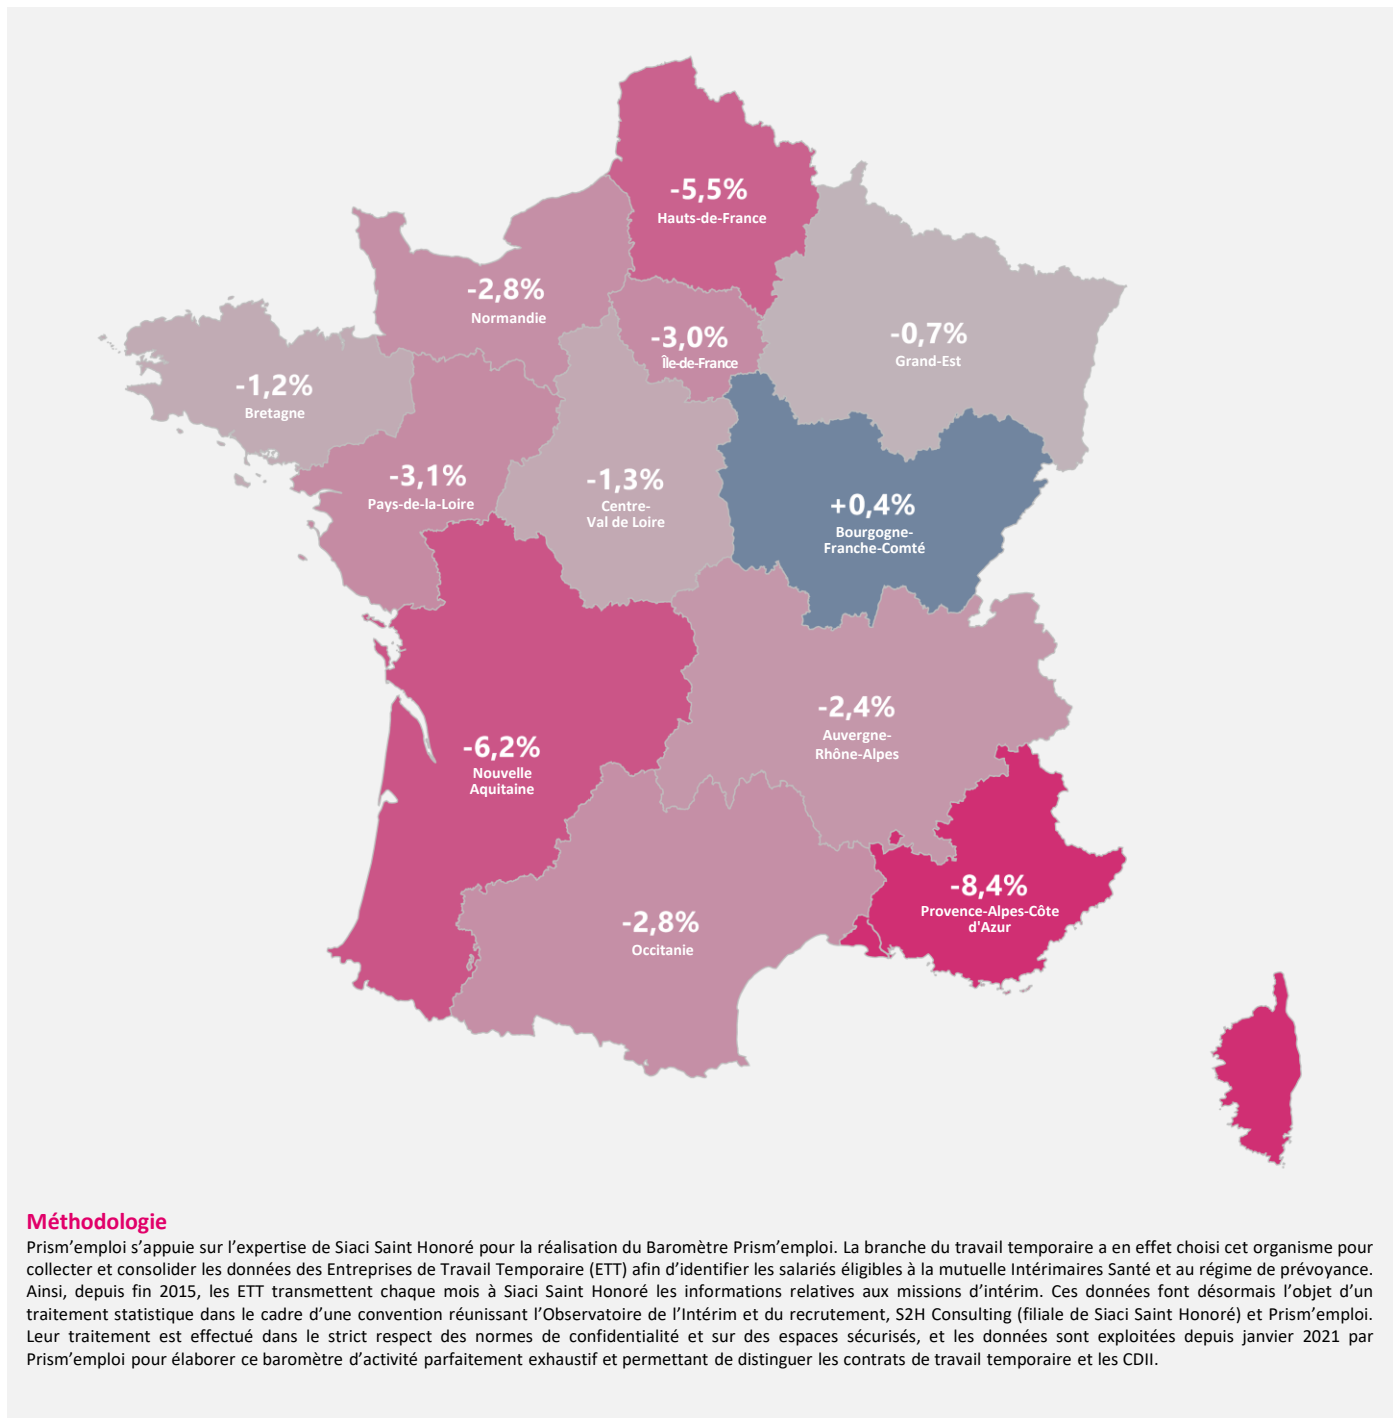 -5,5%
Hauts-de-France
-2,8%
Normandie
-3,0%
Île-de-France
-0,7%
Grand-Est
-1,2%
Bretagne
-3,1%
Pays-de-la-Loire
-1,3%
Centre-
Val de Loire
+0,4%
Bourgogne-
Franche-Comté
-2,4%
Auvergne-
Rhône-Alpes
-6,2%
Nouvelle
Aquitaine
-8,4%
Provence-Alpes-Côte
d'Azur
-2,8%
Occitanie
Méthodologie
Prism’emploi s’appuie sur l’expertise de Siaci Saint Honoré pour la réalisation du Baromètre Prism’emploi. La branche du travail temporaire a en effet choisi cet organisme pour
collecter et consolider les données des Entreprises de Travail Temporaire (ETT) afin d’identifier les salariés éligibles à la mutuelle Intérimaires Santé et au régime de prévoyance.
Ainsi, depuis fin 2015, les ETT transmettent chaque mois à Siaci Saint Honoré les informations relatives aux missions d’intérim. Ces données font désormais l’objet d’un
traitement statistique dans le cadre d’une convention réunissant l’Observatoire de l’Intérim et du recrutement, S2H Consulting (filiale de Siaci Saint Honoré) et Prism’emploi.
Leur traitement est effectué dans le strict respect des normes de confidentialité et sur des espaces sécurisés, et les données sont exploitées depuis janvier 2021 par
Prism’emploi pour élaborer ce baromètre d’activité parfaitement exhaustif et permettant de distinguer les contrats de travail temporaire et les CDII.